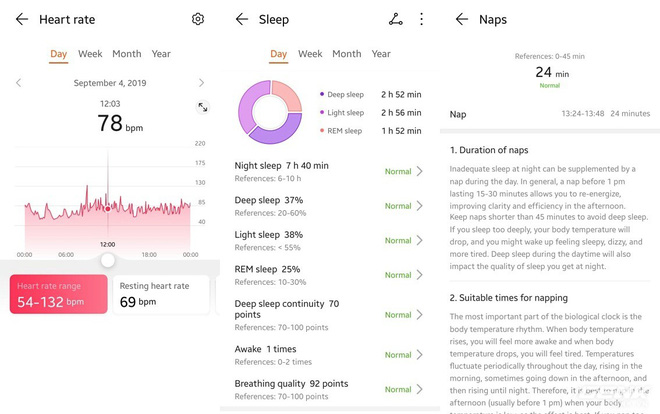 Heart rate
Day Week Month Year
September 4, 2019
12:03
78 bpm
220
175
130
85
40
12:00
00:00 06:00 18:00 00:00
Heart rate range
54-132 bpm
Resting heart rate
69 bpm
Sleep
Day Week Month Year
Deep sleep 2 h 52 min
Light sleep 2 h 56 min
REM sleep 1 h 52 min
Night sleep 7 h 40 min
Normal
References: 6-10 h
Deep sleep 37%
Normal
References: 20-60%
Light sleep 38%
Normal
References: < 55%
REM sleep 25%
Normal
References: 10-30%
Deep sleep continuity 70
points
Normal
References: 70-100 points
Awake 1 times
Normal
References: 0-2 times
Breathing quality 92 points
Normal
References: 70-100 points
Naps
References: 0-45 min
24 min
Normal
Nap 13:24-13:48 24 minutes
1. Duration of naps
Inadequate sleep at night can be supplemented by a
nap during the day. In general, a nap before 1 pm
lasting 15-30 minutes allows you to re-energize,
improving clarity and efficiency in the afternoon.
Keep naps shorter than 45 minutes to avoid deep sleep.
If you sleep too deeply, your body temperature will
drop, and you might wake up feeling sleepy, dizzy, and
more tired. Deep sleep during the daytime will also
impact the quality of sleep you get at night.
2. Suitable times for napping
The most important part of the biological clock is the
body temperature rhythm. When body temperature
rises, you will feel more awake and when body
temperature drops, you will feel tired. Temperatures
fluctuate periodically throughout the day, rising in the
morning, sometimes going down in the afternoon, and
then rising until night. Therefore, it
afternoon (usually before 1 pm) when your body